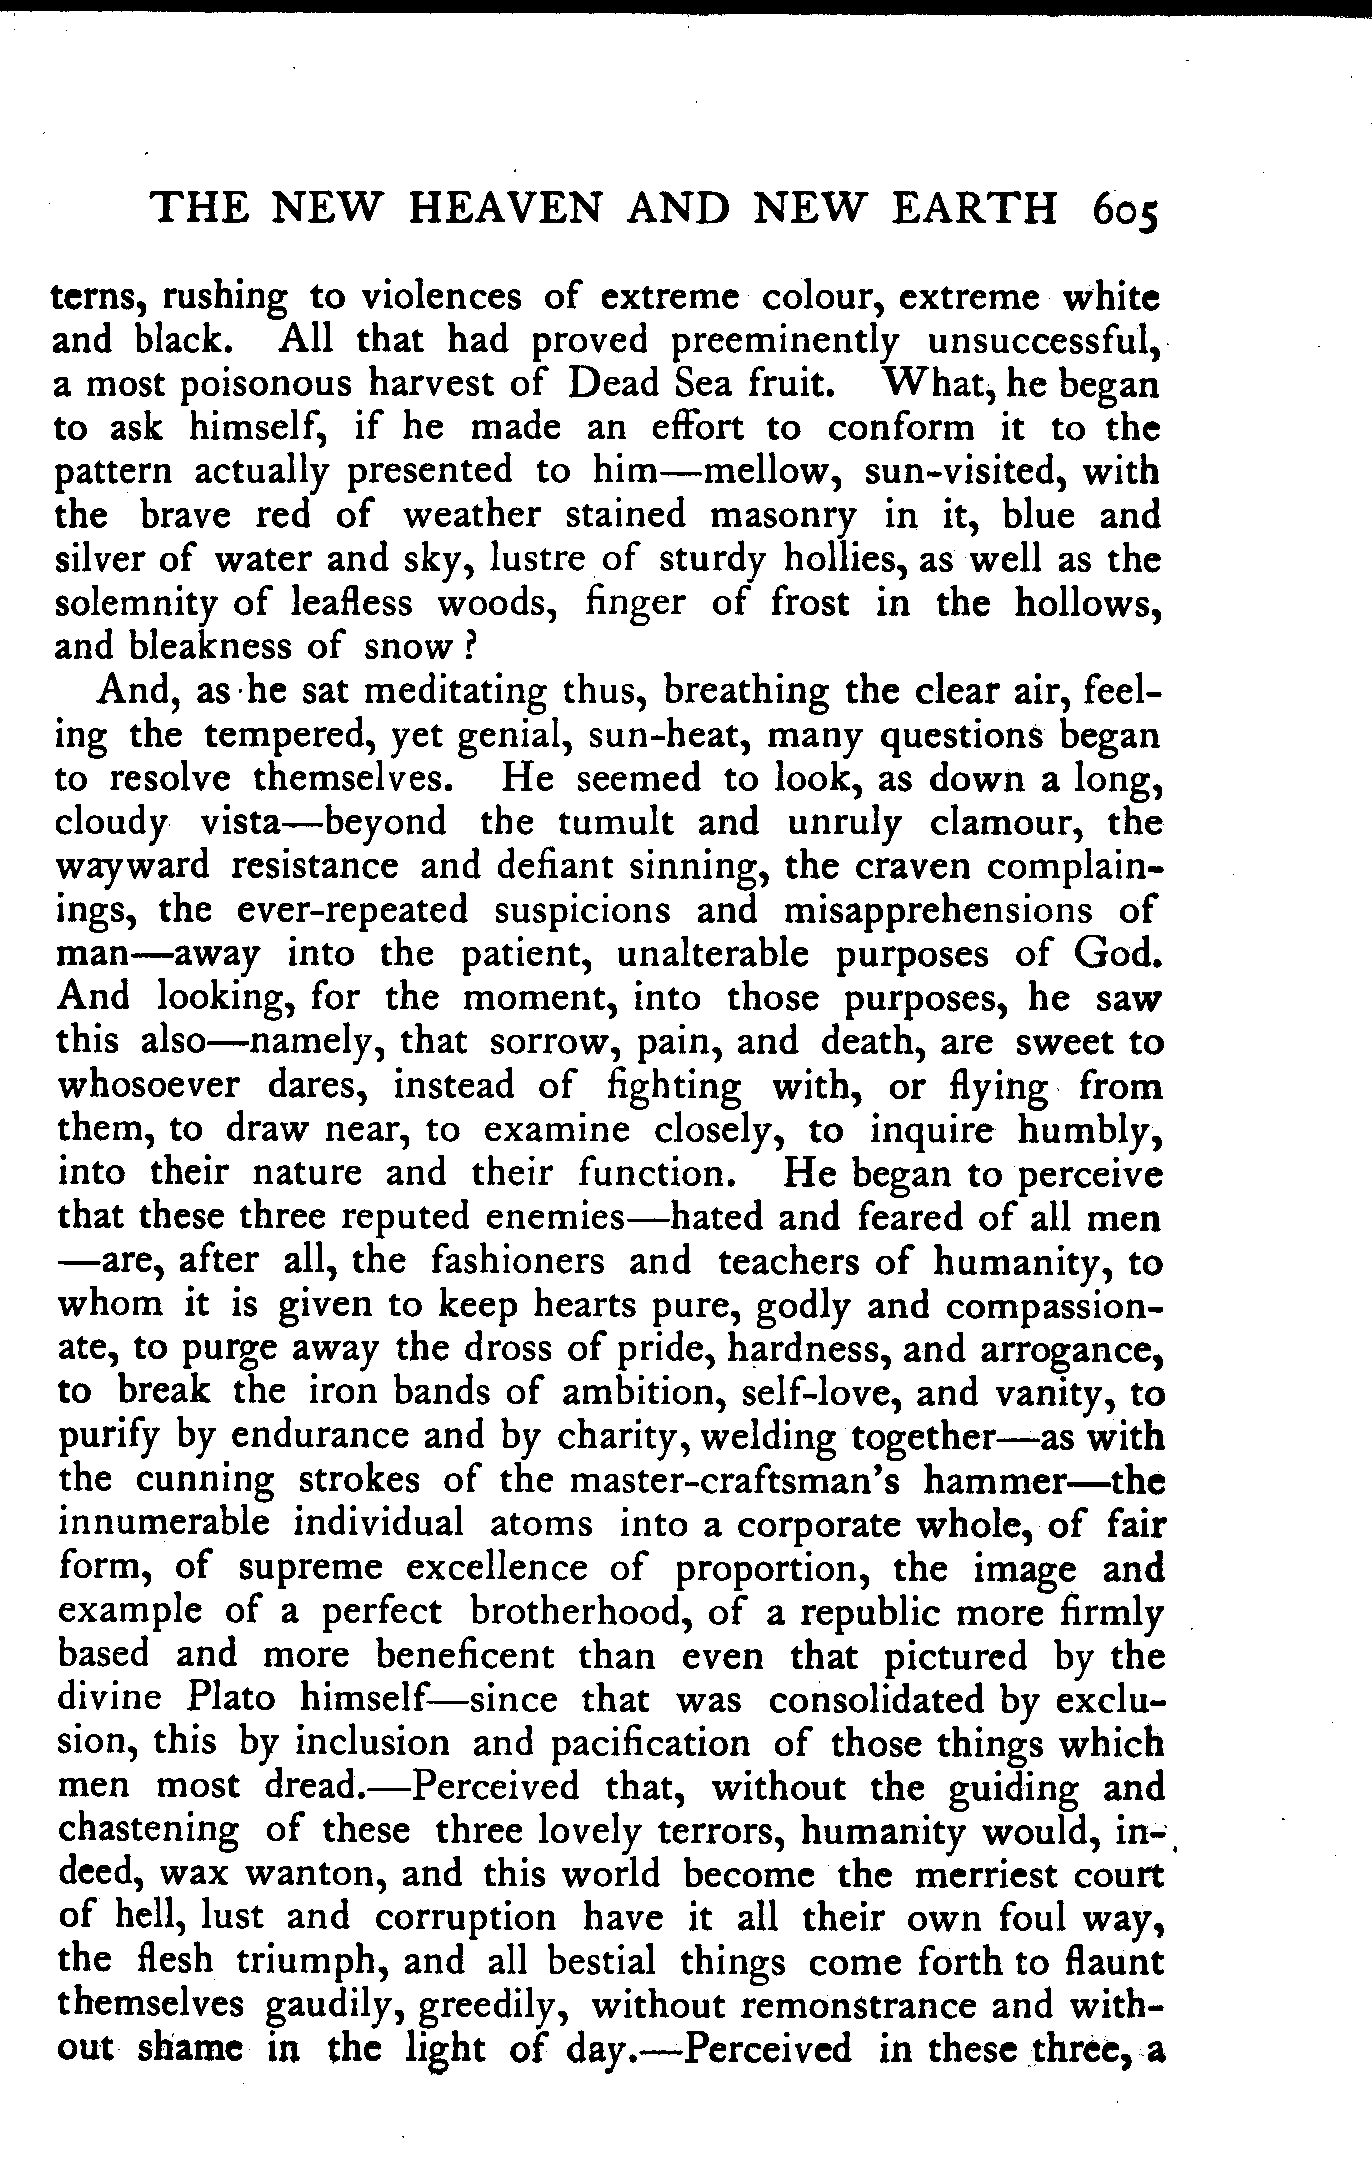 THE NEW HEAVEN AND NEW EARTH 605
terns, rushing to violences of extreme colour, extreme white
and black. All that had proved preeminently unsuccessful,
a most poisonous harvest of Dead Sea fruit. What, he began
to ask himself, if he made an effort to conform it to the
pattern actually presented to him—mellow, sun-visited, with
the brave red of weather stained masonry in it, blue and
silver of water and sky, lustre of sturdy hollies, as well as the
solemnity of leafless woods, finger of frost in the hollows,
and bleakness of snow ?
And, as he sat meditating thus, breathing the clear air, feel-
ing the tempered, yet genial, sun-heat, many questions began
to resolve themselves. He seemed to look, as down a long,
cloudy vista—beyond the tumult and unruly clamour, the
wayward resistance and defiant sinning, the craven complain-
ings, the ever-repeated suspicions and misapprehensions of
man—away into the patient, unalterable purposes of God.
And looking, for the moment, into those purposes, he saw
this also—namely, that sorrow, pain, and death, are sweet to
whosoever dares, instead of fighting with, or flying from
them, to draw near, to examine closely, to inquire humbly,
into their nature and their function. He began to perceive
that these three reputed enemies—hated and feared of all men
—are, after all, the fashioners and teachers of humanity, to
whom it is given to keep hearts pure, godly and compassion-
ate, to purge away the dross of pride, hardness, and arrogance,
to break the iron bands of ambition, self-love, and vanity, to
purify by endurance and by charity, welding together—as with
the cunning strokes of the master-craftsman's hammer—the
innumerable individual atoms into a corporate whole, of fair
form, of supreme excellence of proportion, the image and
example of a perfect brotherhood, of a republic more firmly
based and more beneficent than even that pictured by the
divine Plato himself—since that was consolidated by exclu-
sion, this by inclusion and pacification of those things which
men most dread.—Perceived that, without the guiding and
chastening of these three lovely terrors, humanity would, in-
deed, wax wanton, and this world become the merriest court
of hell, lust and corruption have it all their own foul way,
the flesh triumph, and all bestial things come forth to flaunt
themselves gaudily, greedily, without remonstrance and with-
out shame in the light of day.—Perceived in these three, a